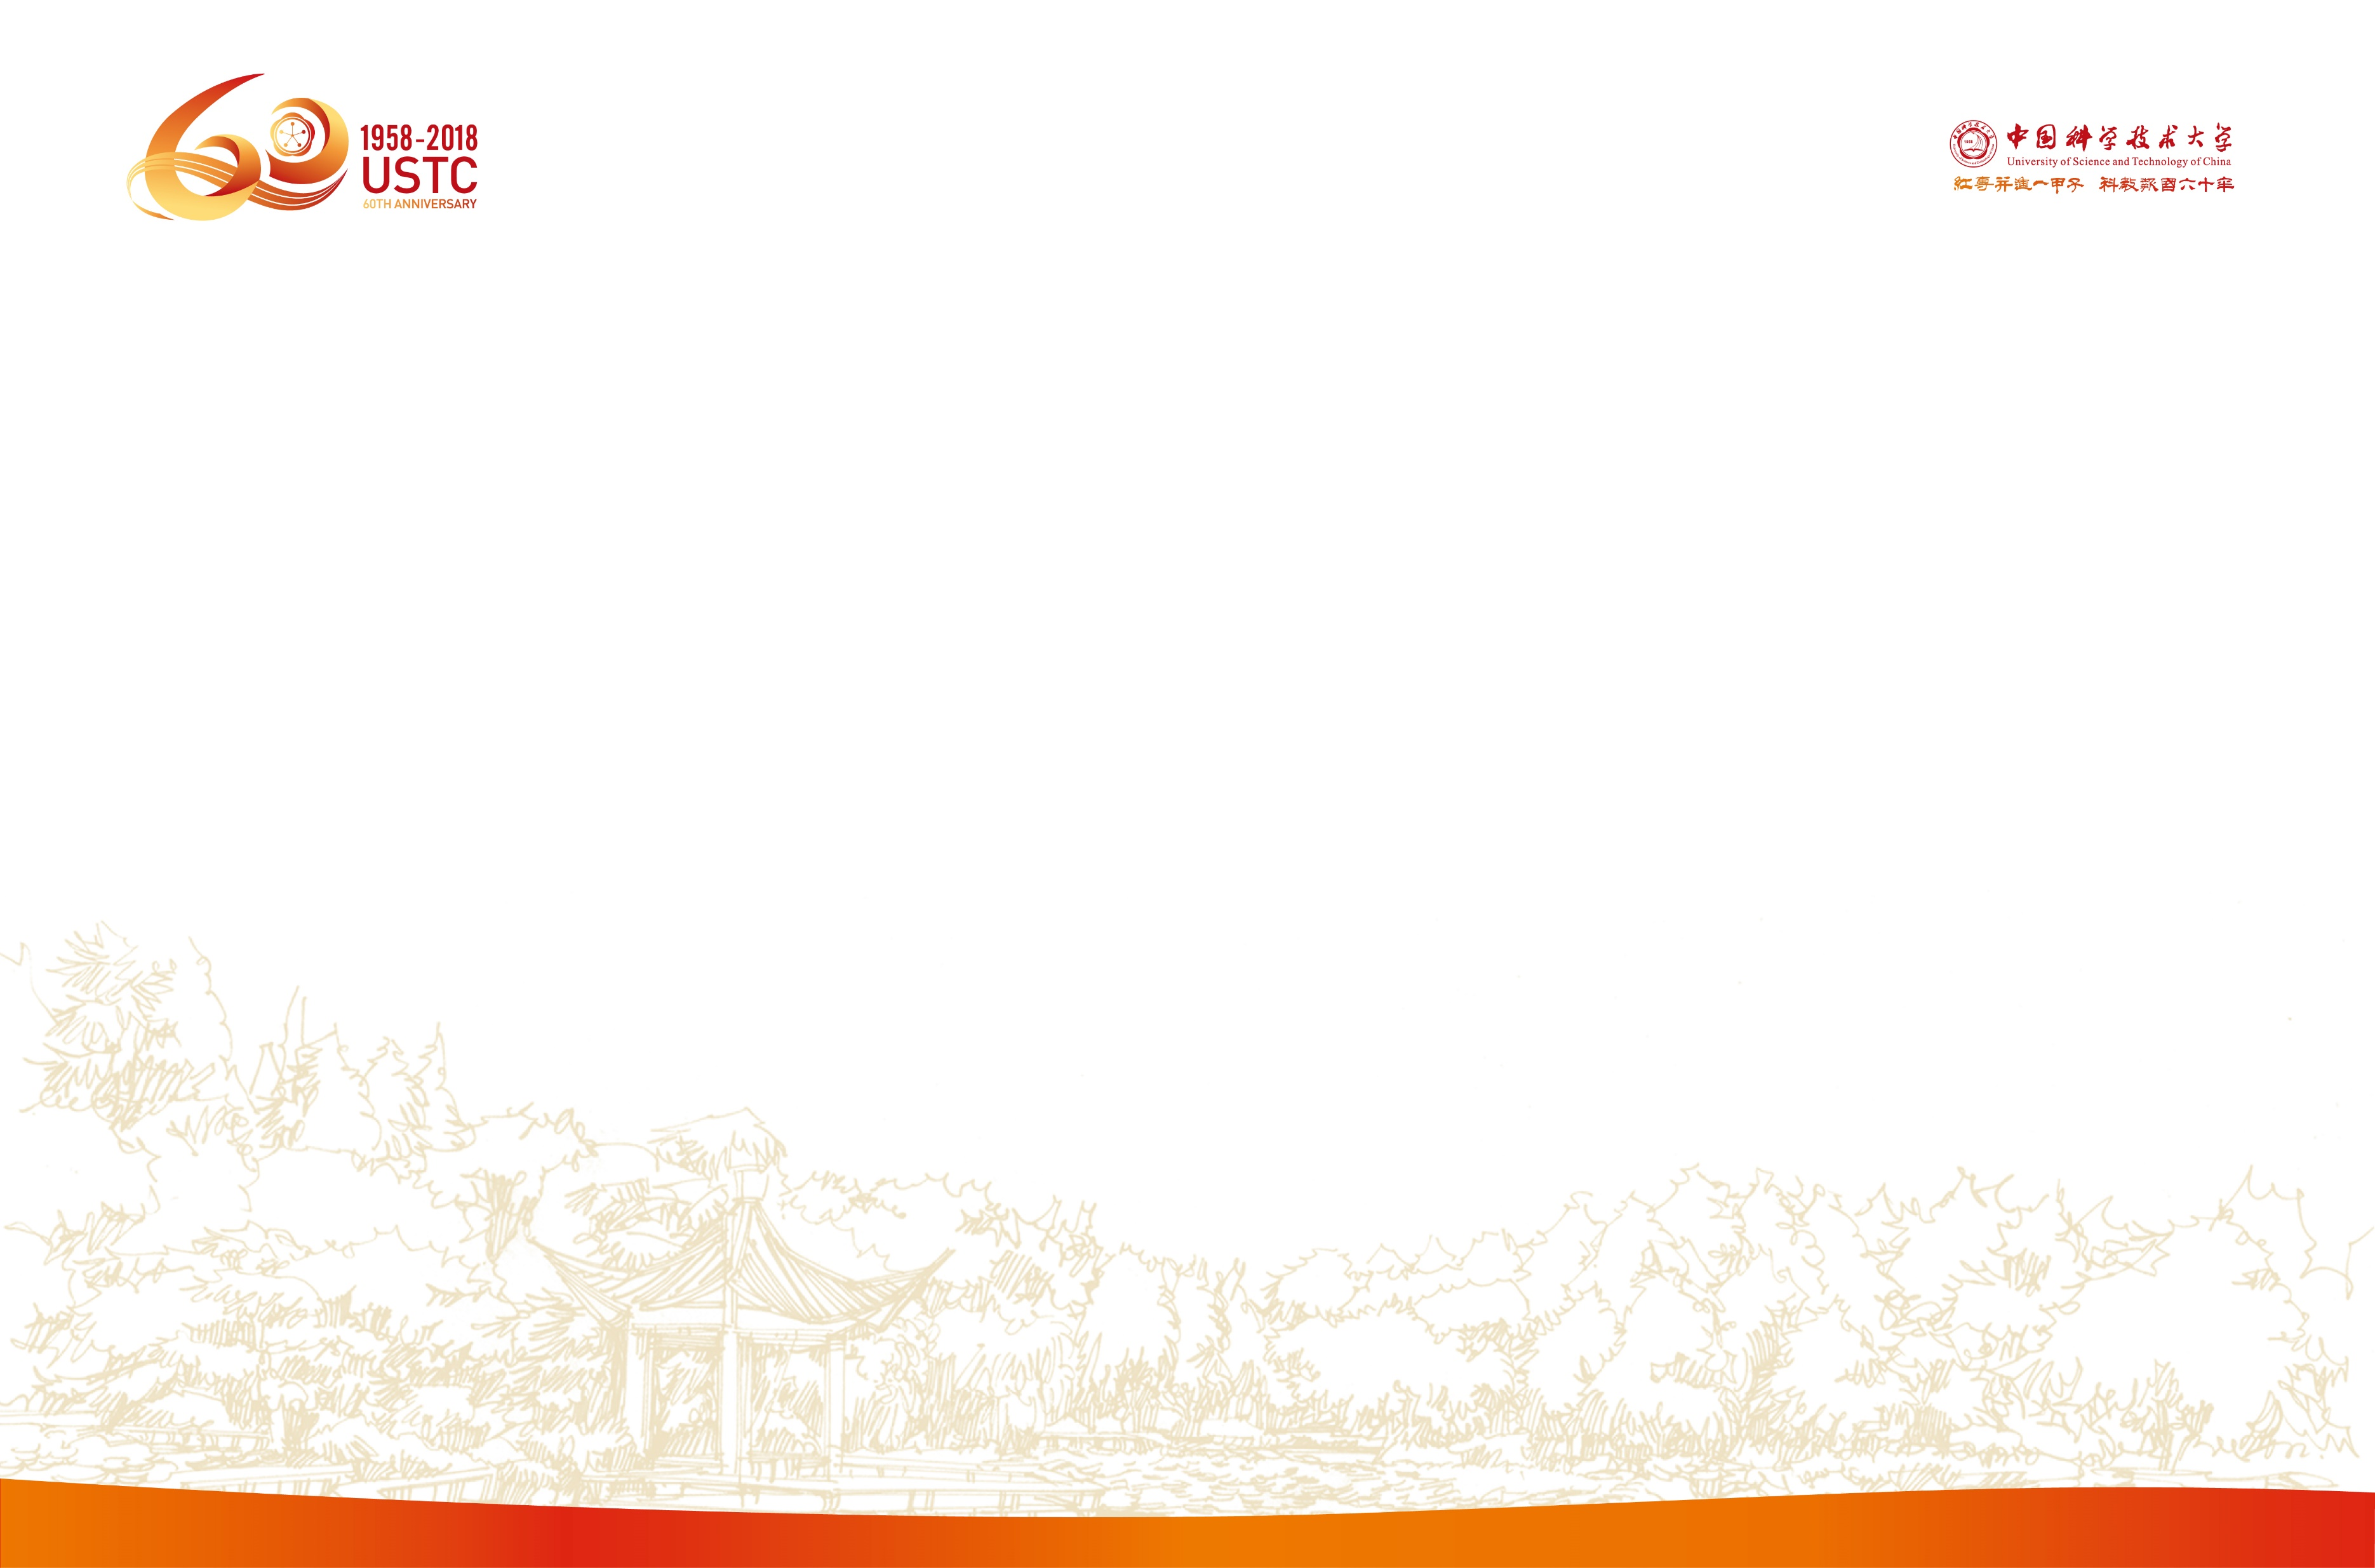 1958-2018
USTC
60TH ANNIVERSARY
中国科学技术大学
University of Science and Technology of China
红专并进一甲子 科教报国六十年